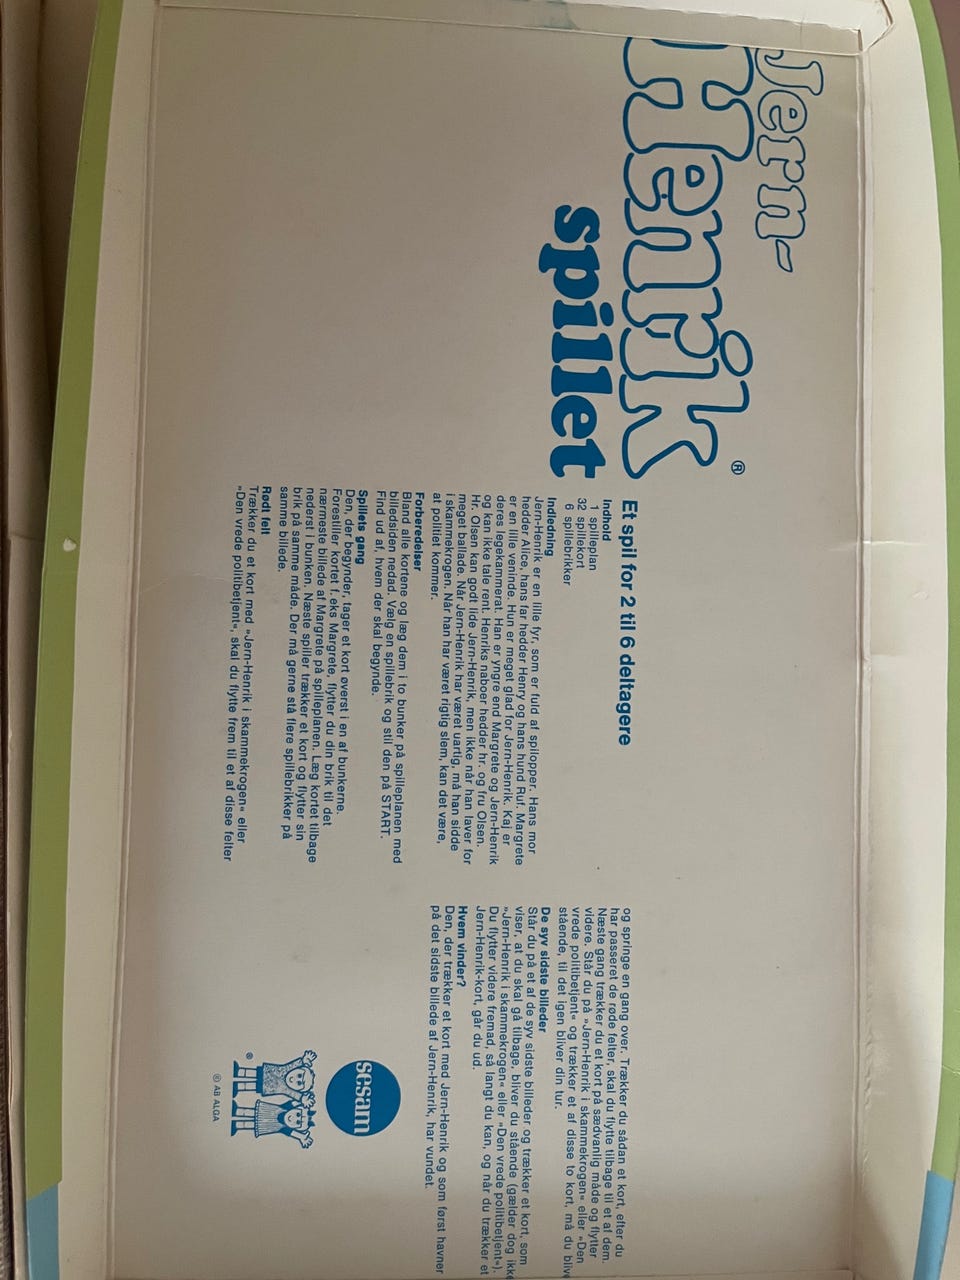 Jern-
Henrik®
spillet
Et spil for 2 til 6 deltagere
Indhold
1 spilleplan
32 spillekort
6 spillebrikker
Indledning
Jern-Henrik er en lille fyr, som er fuld af spilopper. Hans mor
hedder Alice, hans far hedder Henry og hans hund Ruf. Margrete
er en lille veninde. Hun er meget glad for Jern-Henrik. Kaj er
deres legekammerat. Han er yngre end Margrete og Jern-Henrik
og kan ikke tale rent. Henriks naboer hedder hr. og fru Olsen.
Hr. Olsen kan godt lide Jern-Henrik, men ikke når han laver for
meget ballade. Når Jern-Henrik har været uartig, må han sidde
i skammekrogen. Når han har været rigtig slem, kan det være,
at politiet kommer.
Forberedelser
Bland alle kortene og læg dem i to bunker på spilleplanen med
billedsiden nedad. Vælg en spillebrik og stil den på START.
Find ud af, hvem der skal begynde.
Spillets gang
Den, der begynder, tager et kort øverst i en af bunkerne.
Forestiller kortet f. eks Margrete, flytter du din brik til det
nærmeste billede af Margrete på spilleplanen. Læg kortet tilbage
nederst i bunken. Næste spiller trækker et kort og flytter sin
brik på samme måde. Der må gerne stå flere spillebrikker på
samme billede.
Rødt felt
Trækker du et kort med »Jern-Henrik i skammekrogen« eller
»Den vrede politibetjent«, skal du flytte frem til et af disse felter
og springe en gang over. Trækker du sådan et kort, efter du
har passeret de røde felter, skal du flytte tilbage til et af dem.
Næste gang trækker du et kort på sædvanlig måde og flytter
videre. Står du på »Jern-Henrik i skammekrogen« eller »Den
vrede politibetjent« og trækker et af disse to kort, må du blive
stående, til det igen bliver din tur.
De syv sidste billeder
Står du på et af de syv sidste billeder og trækker et kort, som
viser, at du skal gå tilbage, bliver du stående (gælder dog ikke
»Jern-Henrik i skammekrogen« eller »Den vrede politibetjent«).
Du flytter videre fremad, så langt du kan, og når du trækker et
Jern-Henrik-kort, går du ud.
Hvem vinder?
Den, der trækker et kort med Jern-Henrik og som først havner
på det sidste billede af Jern-Henrik, har vundet.
sesam
®
© AB ALGA